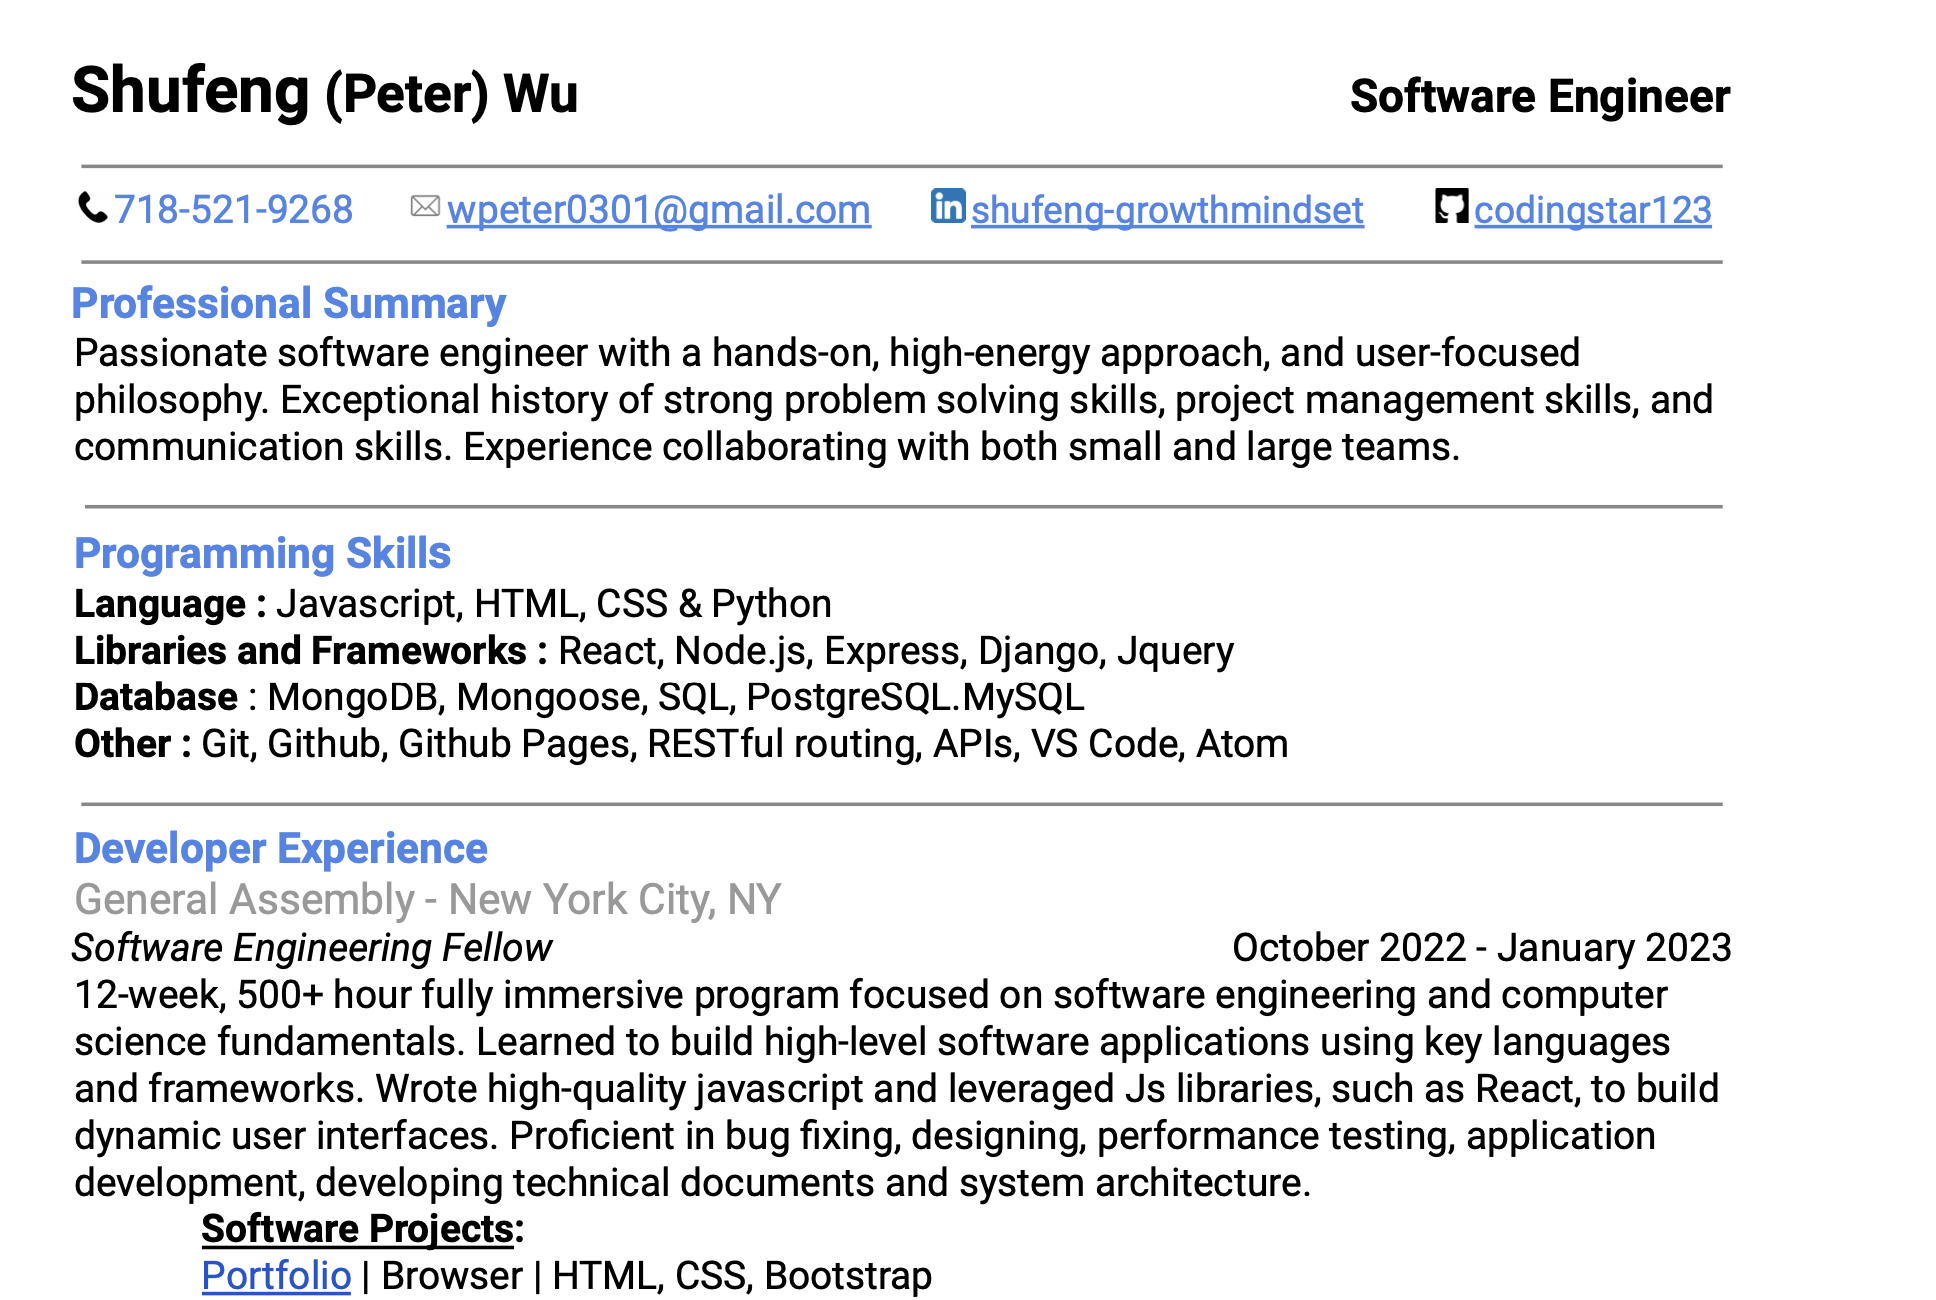 Shufeng (Peter) Wu Software Engineer
718-521-9268 wpeter0301@gmail.com in shufeng-growthmindset codingstar123
Professional Summary
Passionate software engineer with a hands-on, high-energy approach, and user-focused
philosophy. Exceptional history of strong problem solving skills, project management skills, and
communication skills. Experience collaborating with both small and large teams.
Programming Skills
Language : Javascript, HTML, CSS & Python
Libraries and Frameworks : React, Node.js, Express, Django, Jquery
Database : MongoDB, Mongoose, SQL, PostgreSQL.MySQL
Other : Git, Github, Github Pages, RESTful routing, APIs, VS Code, Atom
Developer Experience
General Assembly - New York City, NY
Software Engineering Fellow October 2022 - January 2023
12-week, 500+ hour fully immersive program focused on software engineering and computer
science fundamentals. Learned to build high-level software applications using key languages
and frameworks. Wrote high-quality javascript and leveraged Js libraries, such as React, to build
dynamic user interfaces. Proficient in bug fixing, designing, performance testing, application
development, developing technical documents and system architecture.
Software Projects:
Portfolio | Browser | HTML, CSS, Bootstrap